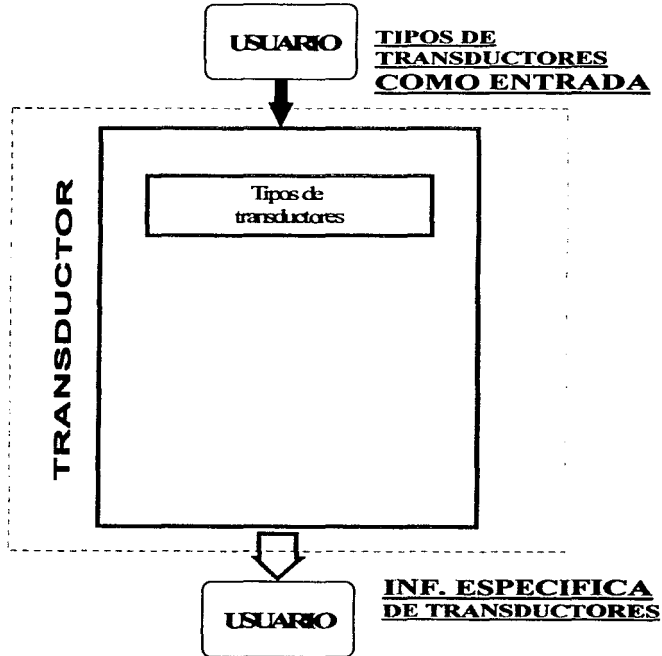 USUARIO
TIPOS DE
TRANSDUCTORES
COMO ENTRADA
TRANSDUCTOR
Tipos de
transductores
USUARIO
INF. ESPECIFICA
DE TRANSDUCTORES